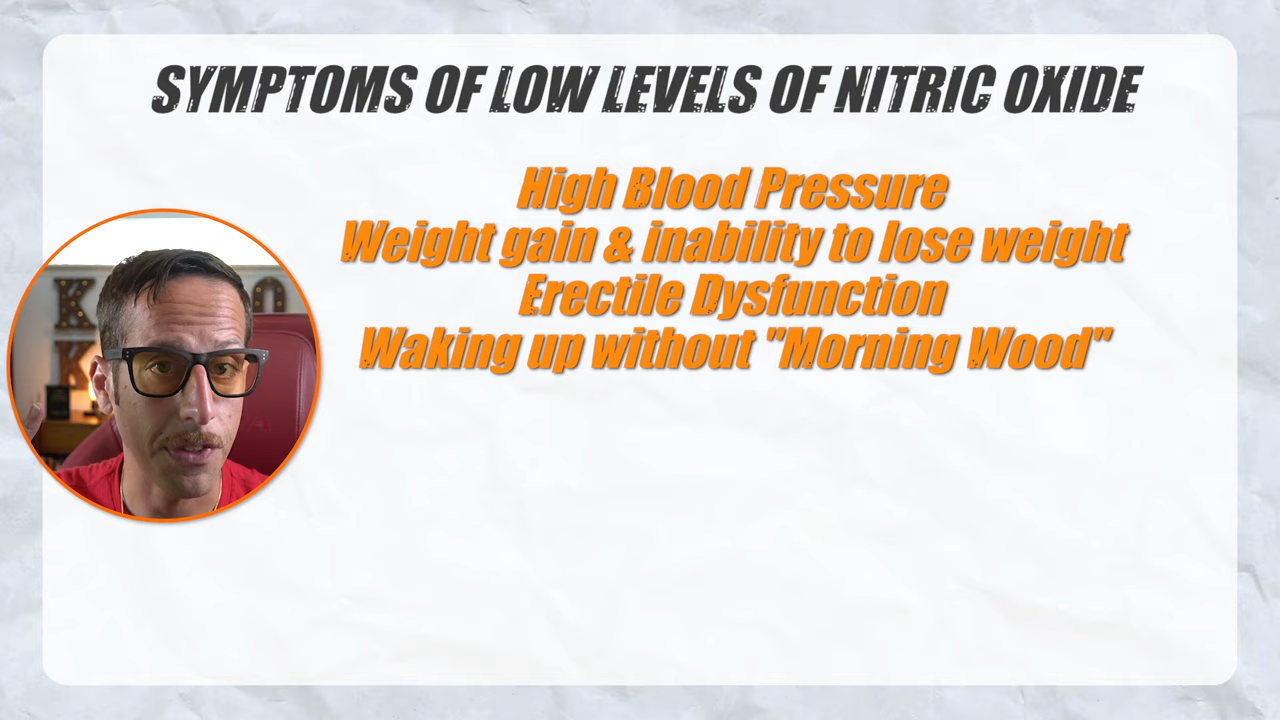 SYMPTOMS OF LOW LEVELS OF NITRIC OXIDE
High Blood Pressure
Weight gain & inability to lose weight
Erectile Dysfunction
Waking up without "Morning Wood"